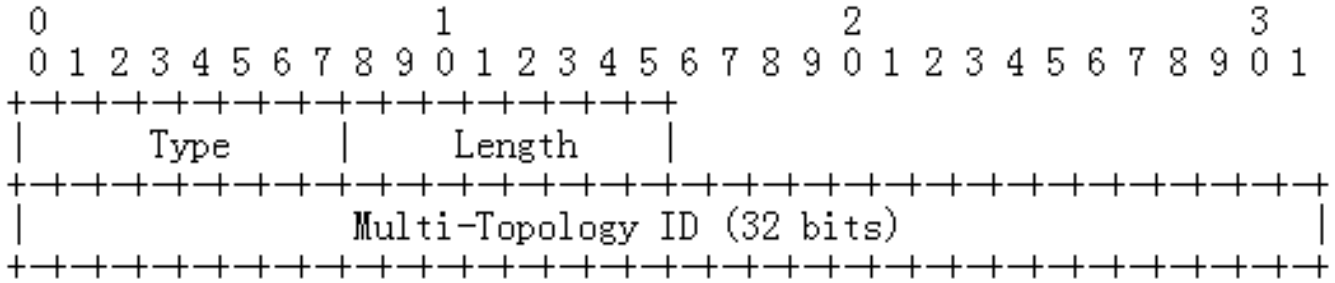 0                   1                   2                   3
 0 1 2 3 4 5 6 7 8 9 0 1 2 3 4 5 6 7 8 9 0 1 2 3 4 5 6 7 8 9 0 1
+-+-+-+-+-+-+-+-+-+-+-+-+-+-+-+-+
|     Type      |    Length     |
+-+-+-+-+-+-+-+-+-+-+-+-+-+-+-+-+-+-+-+-+-+-+-+-+-+-+-+-+-+-+-+-+
|                Multi-Topology ID (32 bits)                    |
+-+-+-+-+-+-+-+-+-+-+-+-+-+-+-+-+-+-+-+-+-+-+-+-+-+-+-+-+-+-+-+-+